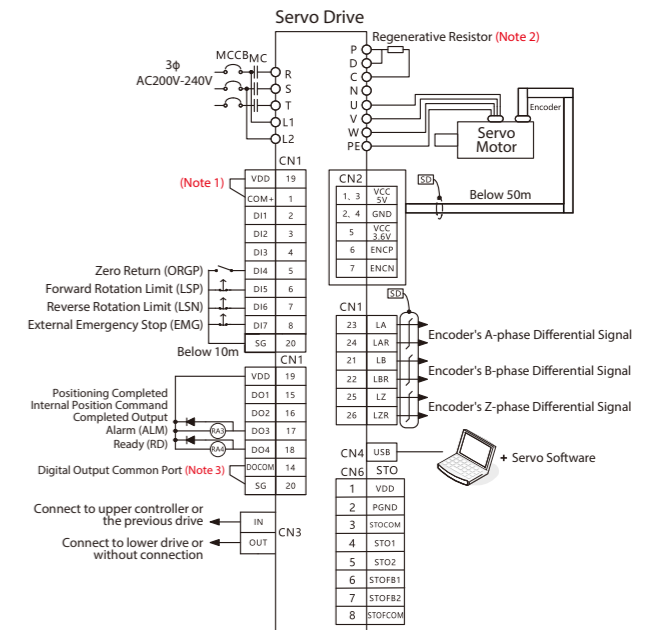 Servo Drive
Regenerative Resistor (Note 2)
3ф
AC200V-240V
MCCB
MC
R
S
T
L1
L2
P
D
C
N
U
V
W
PE
Encoder
Servo
Motor
CN1
(Note 1)
VDD 19
COM+ 1
DI1 2
DI2 3
DI3 4
Zero Return (ORGP) DI4 5
Forward Rotation Limit (LSP) DI5 6
Reverse Rotation Limit (LSN) DI6 7
External Emergency Stop (EMG) DI7 8
SG 20
Below 10m
CN2
SD
Below 50m
1、3 VCC 5V
2、4 GND
5 VCC 3.6V
6 ENCP
7 ENCN
CN1
SD
23 LA
24 LAR
Encoder's A-phase Differential Signal
21 LB
22 LBR
Encoder's B-phase Differential Signal
25 LZ
26 LZR
Encoder's Z-phase Differential Signal
CN1
VDD 19
Positioning Completed DO1 15
Internal Position Command
Completed Output DO2 16
Alarm (ALM) RA3 DO3 17
Ready (RD) RA4 DO4 18
Digital Output Common Port (Note 3) DOCOM 14
SG 20
CN4 USB
+ Servo Software
Connect to upper controller or
the previous drive
IN
CN3
Connect to lower drive or
without connection
OUT
CN6 STO
1 VDD
2 PGND
3 STOCOM
4 STO1
5 STO2
6 STOFB1
7 STOFB2
8 STOFCOM